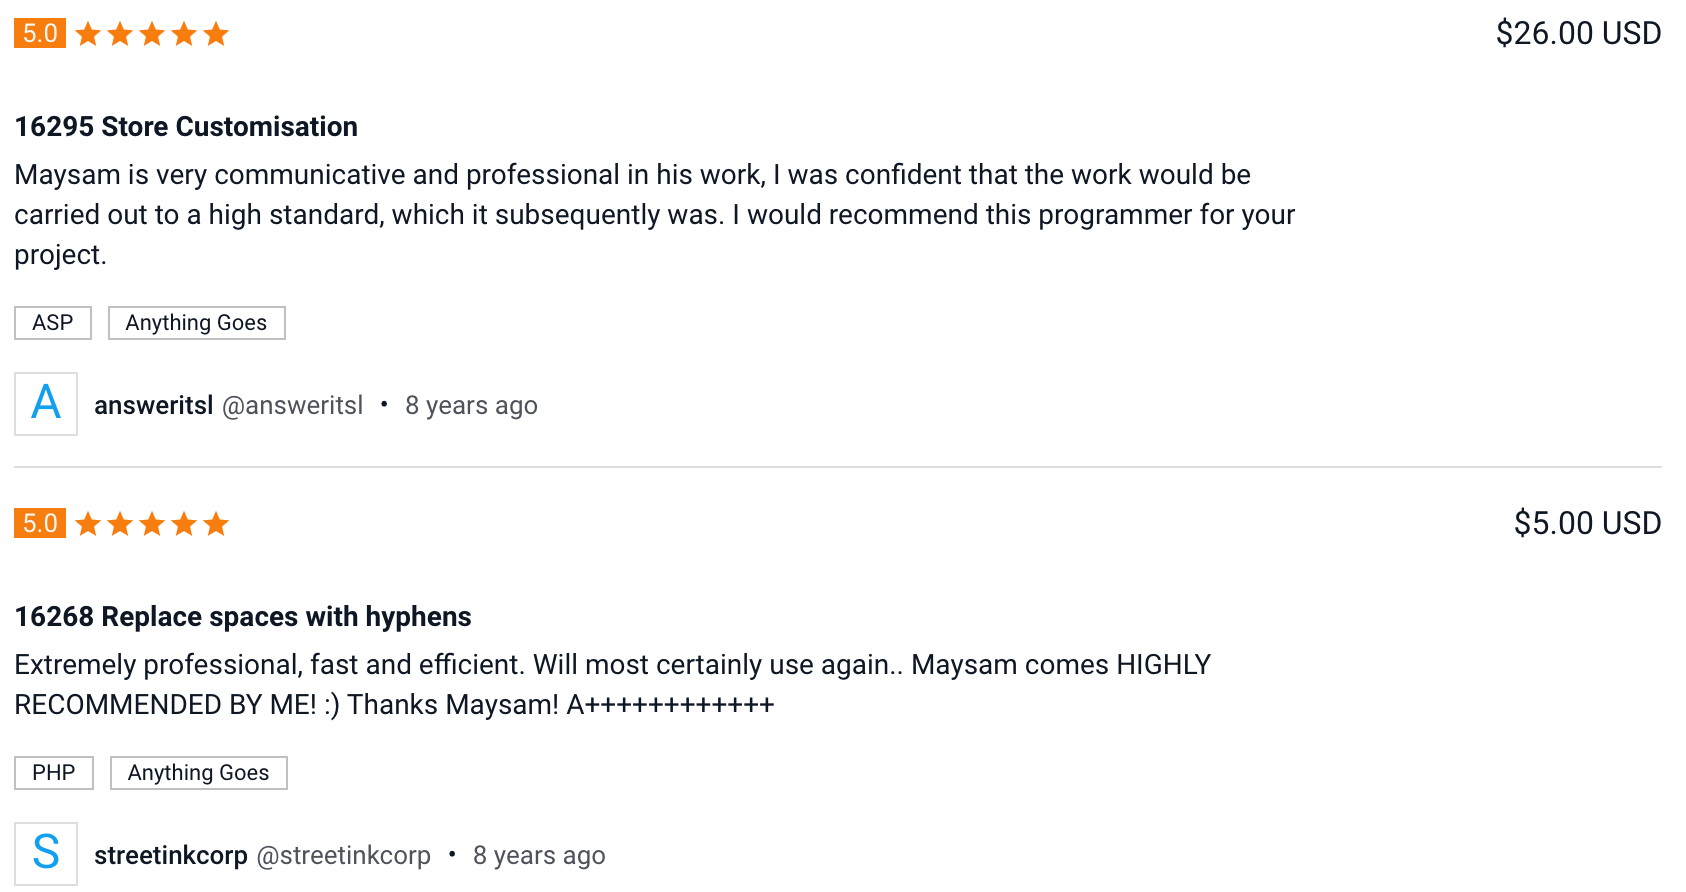 5.0 $26.00 USD
16295 Store Customisation
Maysam is very communicative and professional in his work, I was confident that the work would be
carried out to a high standard, which it subsequently was. I would recommend this programmer for your
project.
ASP Anything Goes
A answeritsl @answeritsl • 8 years ago
5.0 $5.00 USD
16268 Replace spaces with hyphens
Extremely professional, fast and efficient. Will most certainly use again.. Maysam comes HIGHLY
RECOMMENDED BY ME! :) Thanks Maysam! A++++++++++++
PHP Anything Goes
S streetinkcorp @streetinkcorp • 8 years ago